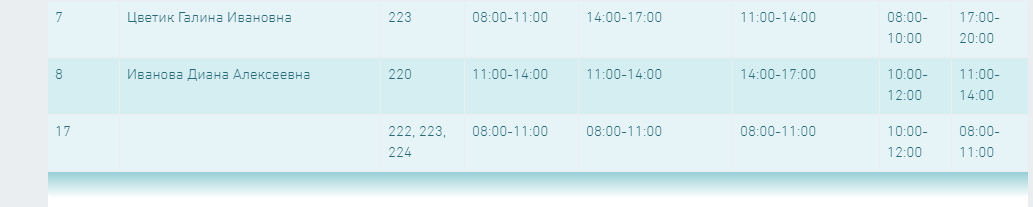 7 Цветик Галина Ивановна 223 08:00-11:00 14:00-17:00 11:00-14:00 08:00- 17:00-
10:00 20:00
8 Иванова Диана Алексеевна 220 11:00-14:00 11:00-14:00 14:00-17:00 10:00- 11:00-
12:00 14:00
17 222, 223, 08:00-11:00 08:00-11:00 08:00-11:00 10:00- 08:00-
224 12:00 11:00